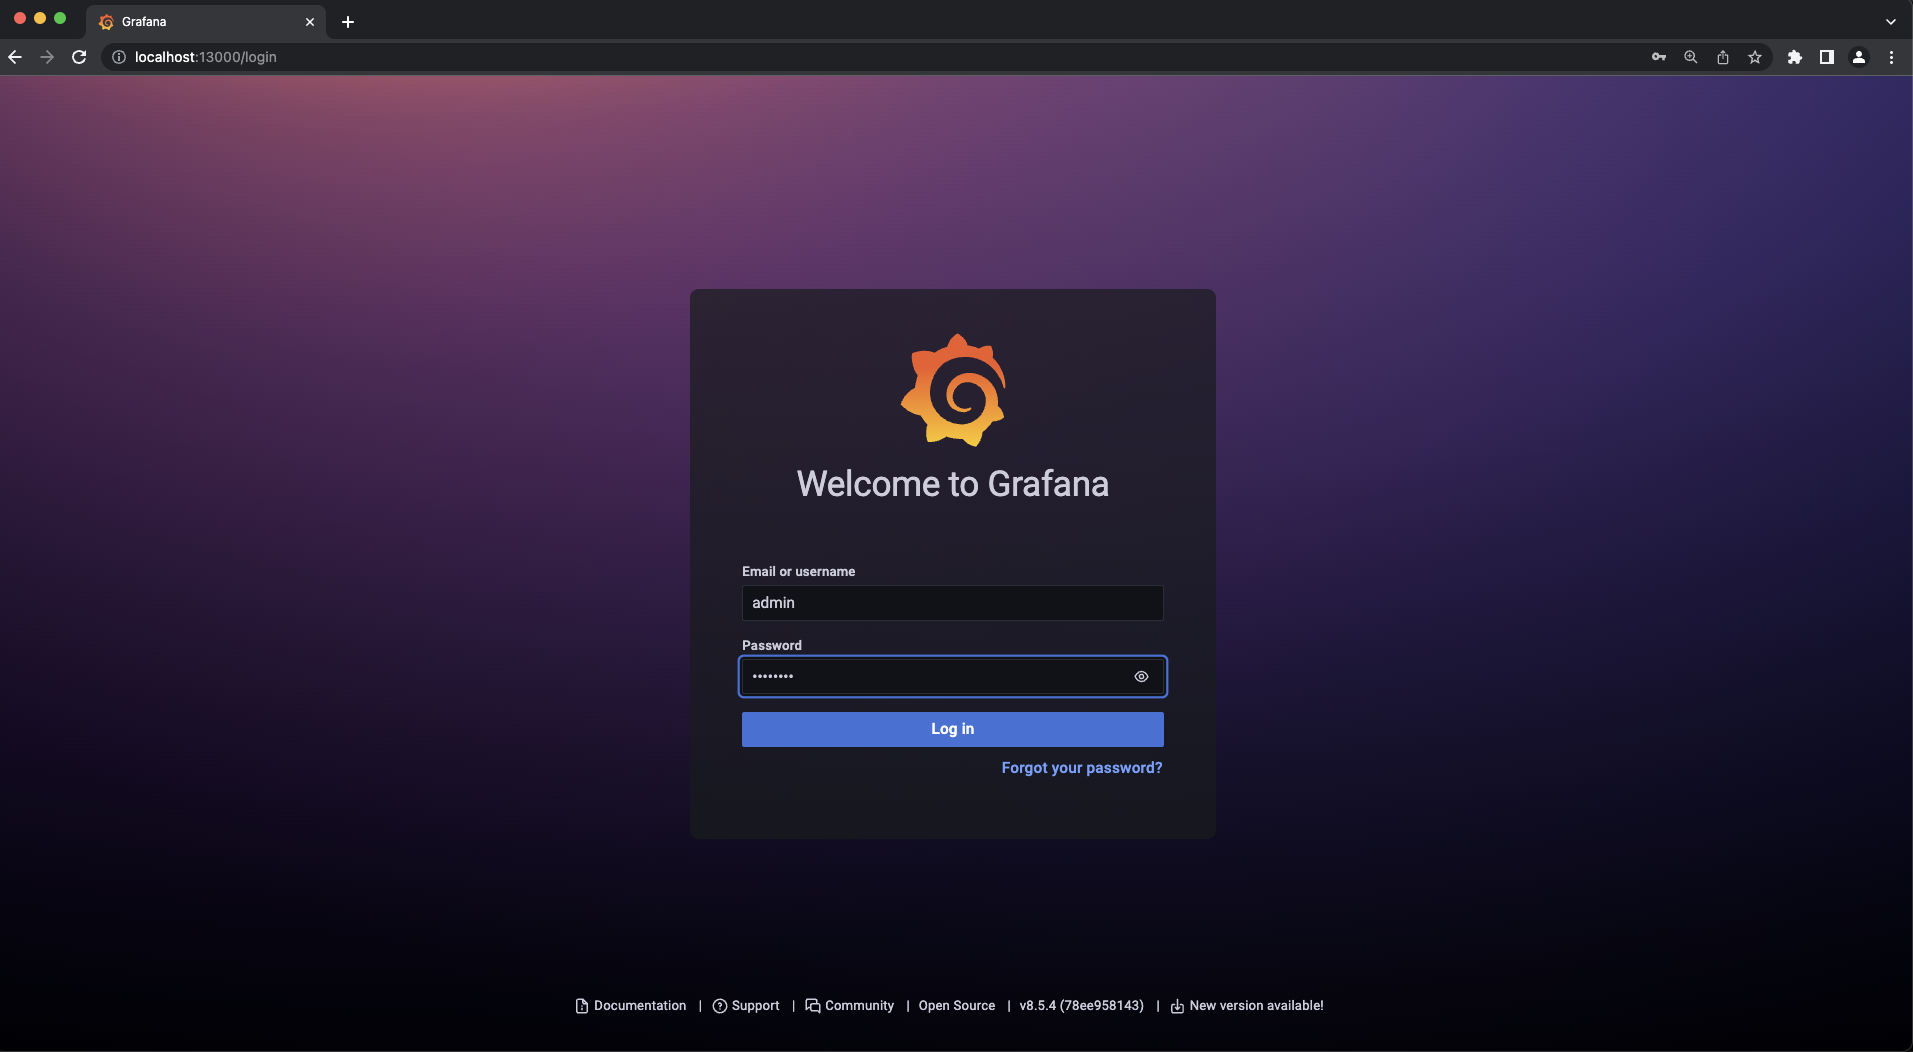 Grafana
localhost:13000/login
Welcome to Grafana
Email or username
admin
Password
••••••••
Log in
Forgot your password?
Documentation | Support | Community | Open Source | v8.5.4 (78ee958143) | New version available!